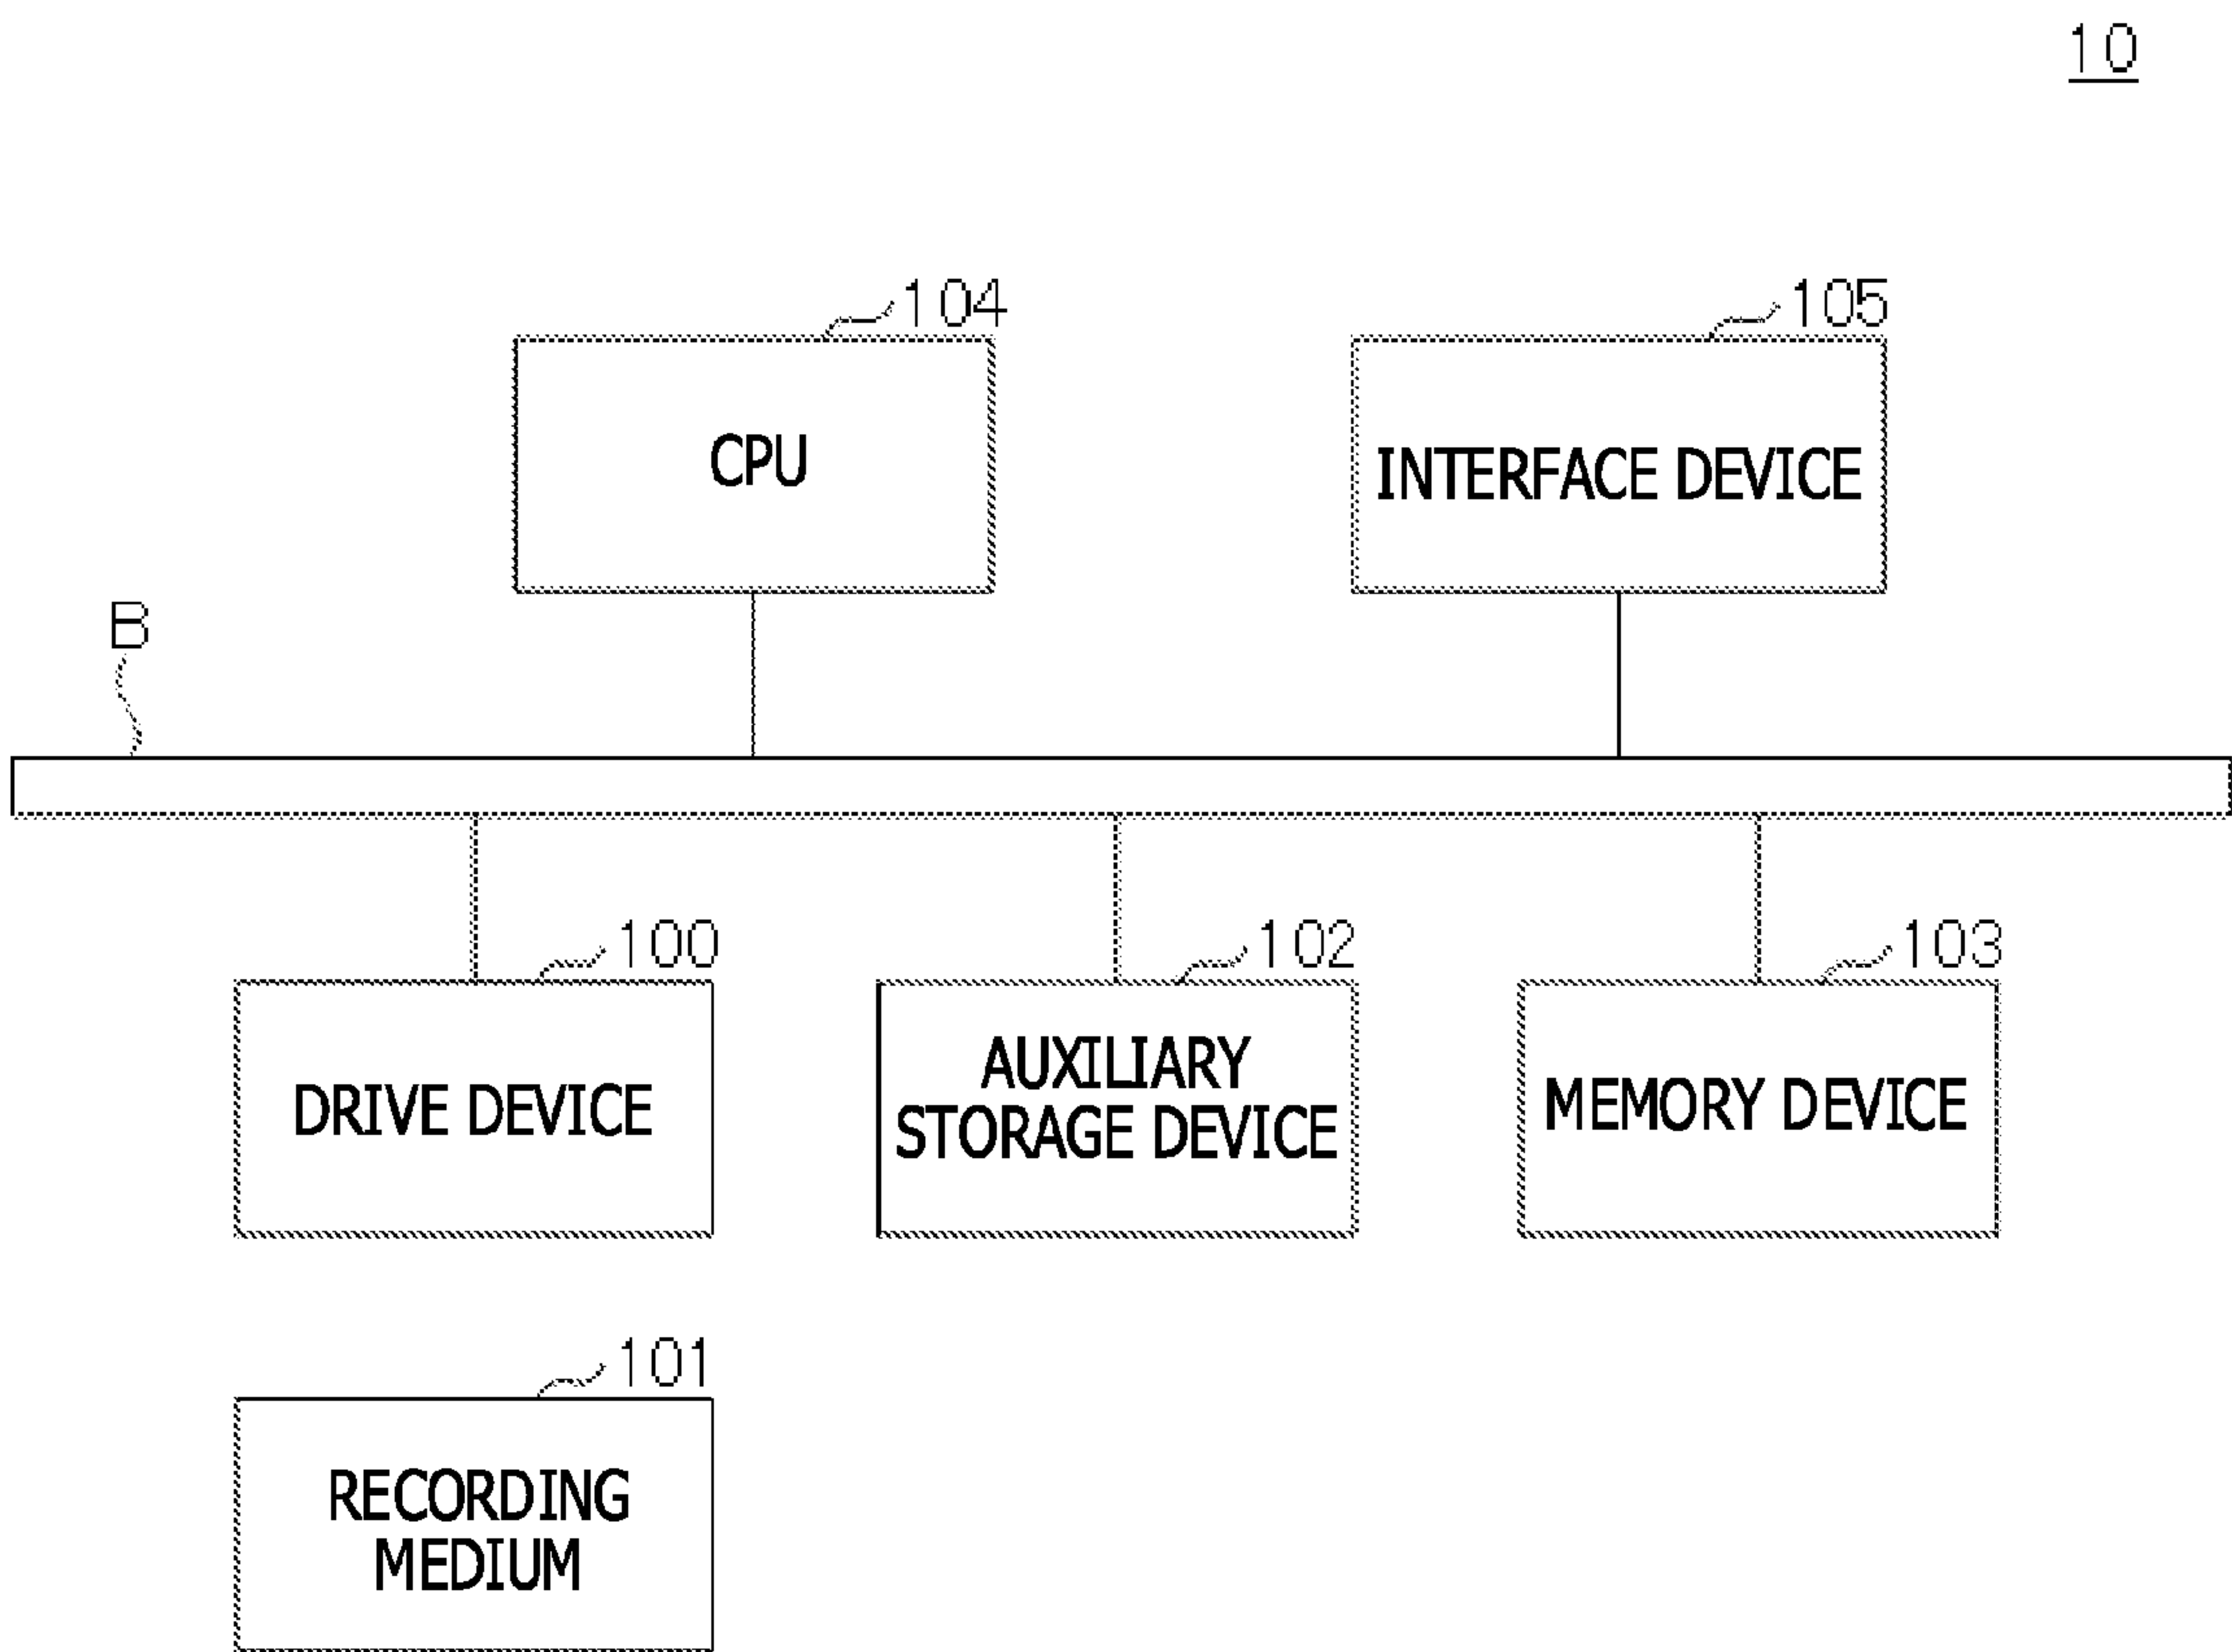 10
104
105
CPU
INTERFACE DEVICE
B
100
102
103
DRIVE DEVICE
AUXILIARY
STORAGE DEVICE
MEMORY DEVICE
101
RECORDING
MEDIUM